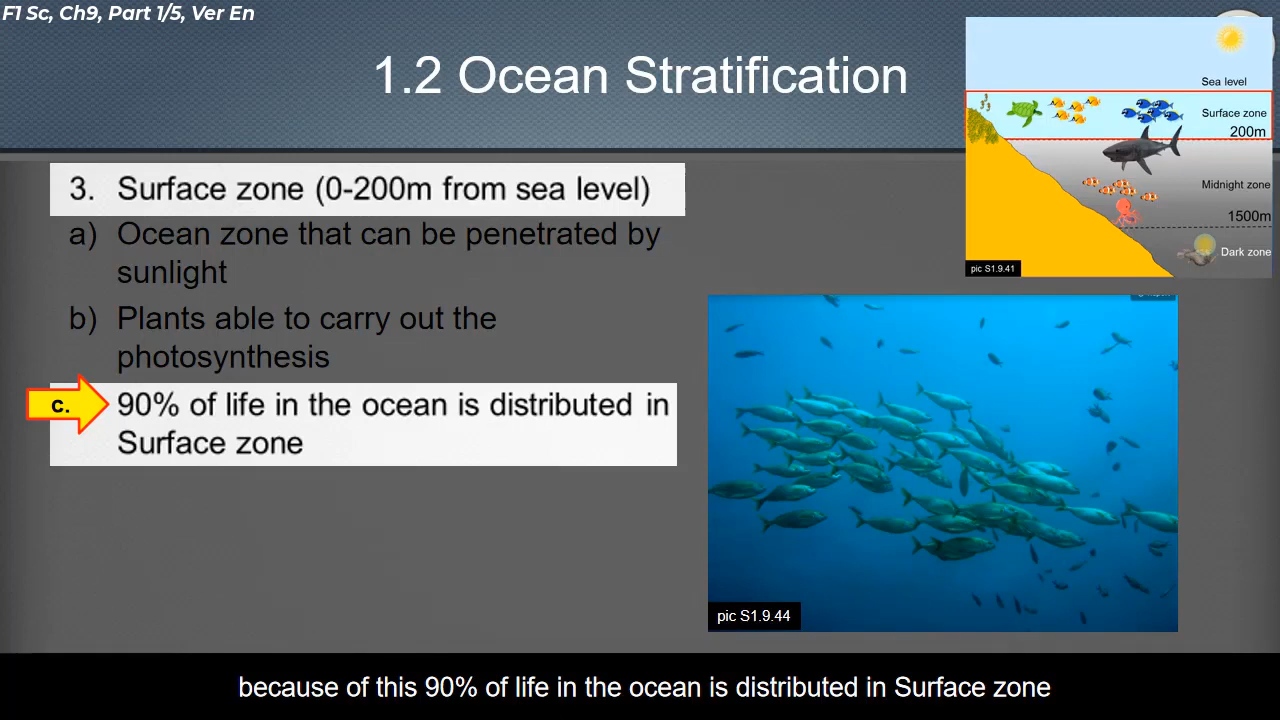 F1 Sc, Ch9, Part 1/5, Ver En
1.2 Ocean Stratification
Sea level
Surface zone
200m
Midnight zone
1500m
Dark zone
pic S1.9.41
3. Surface zone (0-200m from sea level)
a) Ocean zone that can be penetrated by
sunlight
b) Plants able to carry out the
photosynthesis
c. 90% of life in the ocean is distributed in
Surface zone
pic S1.9.44
because of this 90% of life in the ocean is distributed in Surface zone